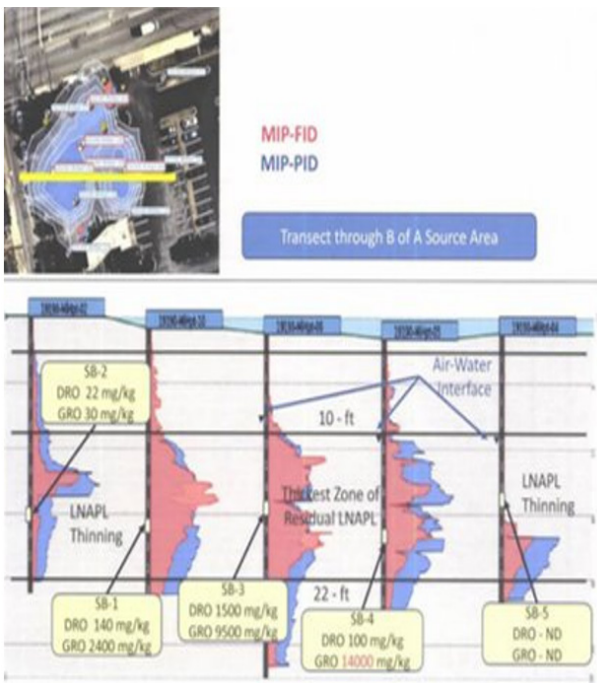 MIP-FID
MIP-PID
Transect through B of A Source Area
SB-2
DRO 22 mg/kg
GRO 30 mg/kg
Air-Water
Interface
10 - ft
LNAPL
Thinning
Thickest Zone of
Residual LNAPL
LNAPL
Thinning
22 - ft
SB-1
DRO 140 mg/kg
GRO 2400 mg/kg
SB-3
DRO 1500 mg/kg
GRO 9500 mg/kg
SB-4
DRO 100 mg/kg
GRO 14000 mg/kg
SB-5
DRO - ND
GRO - ND